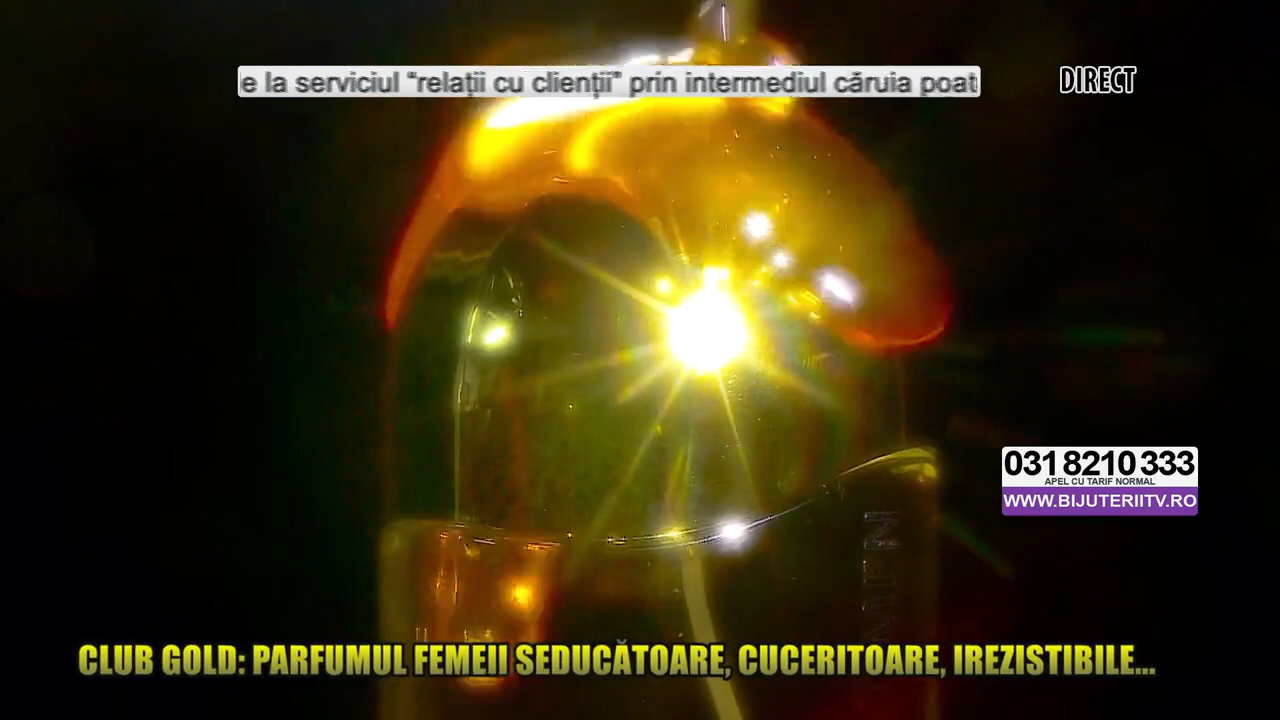 e la serviciul “relații cu clienții” prin intermediul căruia poat
DIRECT
031 8210 333
APEL CU TARIF NORMAL
WWW.BIJUTERIITV.RO
CLUB GOLD: PARFUMUL FEMEII SEDUCĂTOARE, CUCERITOARE, IREZISTIBILE...